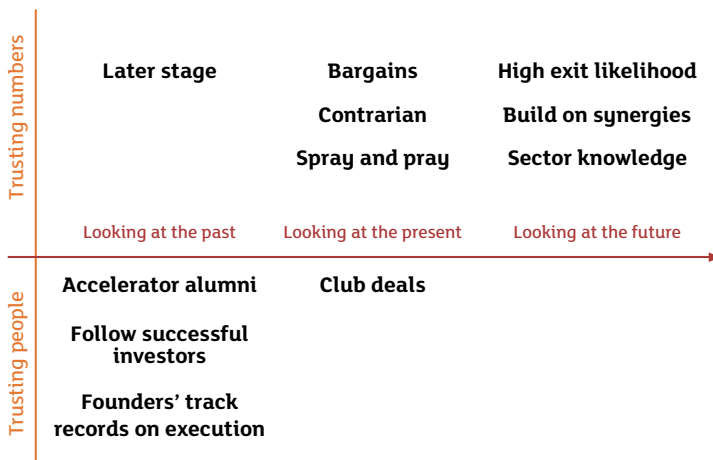 Trusting numbers
Later stage
Bargains
High exit likelihood
Contrarian
Build on synergies
Spray and pray
Sector knowledge
Looking at the past
Looking at the present
Looking at the future
Trusting people
Accelerator alumni
Club deals
Follow successful
investors
Founders’ track
records on execution